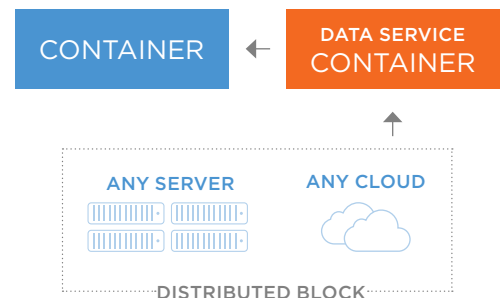 CONTAINER
DATA SERVICE
CONTAINER
ANY SERVER
ANY CLOUD
DISTRIBUTED BLOCK